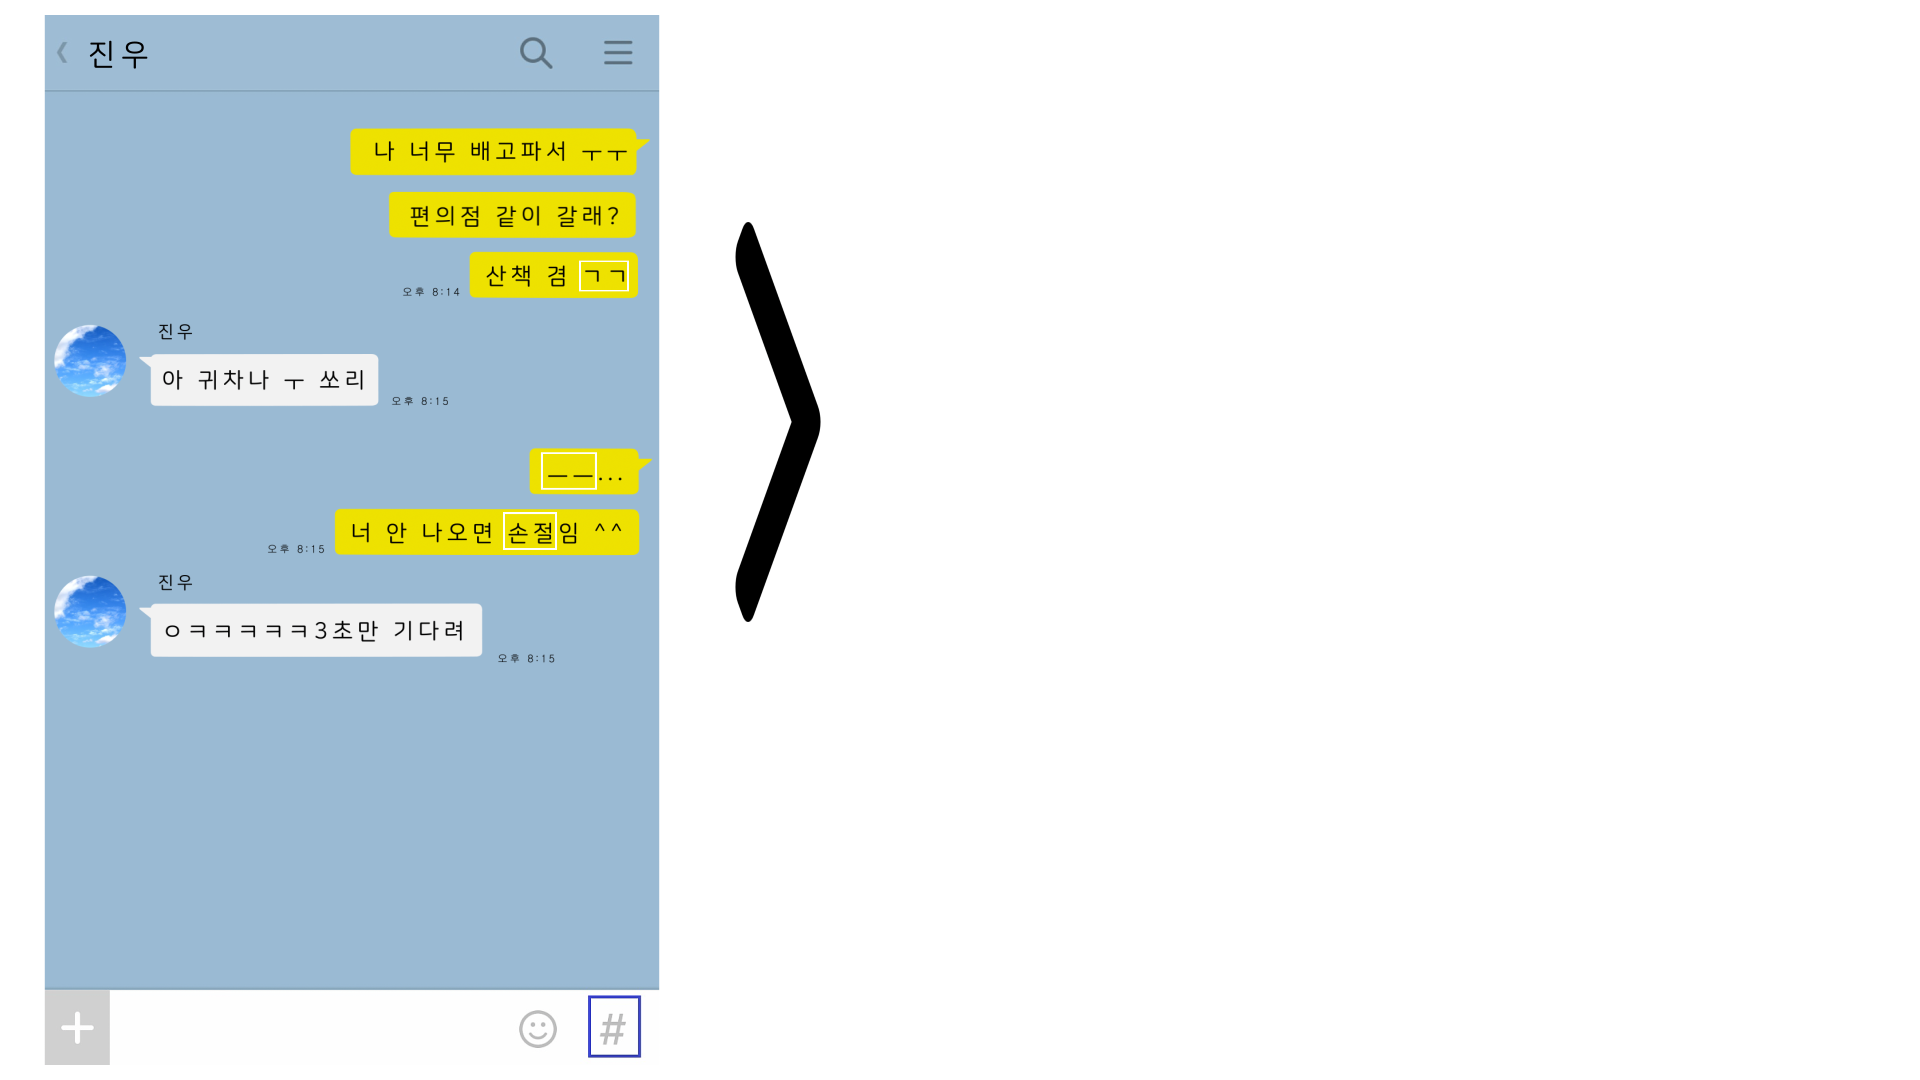 진우
나 너무 배고파서 ㅜㅜ
편의점 같이 갈래?
산책 겸 ㄱㄱ
오후 8:14
진우
아 귀차나 ㅜ 쏘리
오후 8:15
ㅡㅡ...
너 안 나오면 손절임 ^^
오후 8:15
진우
ㅇㅋㅋㅋㅋㅋ3초만 기다려
오후 8:15
#